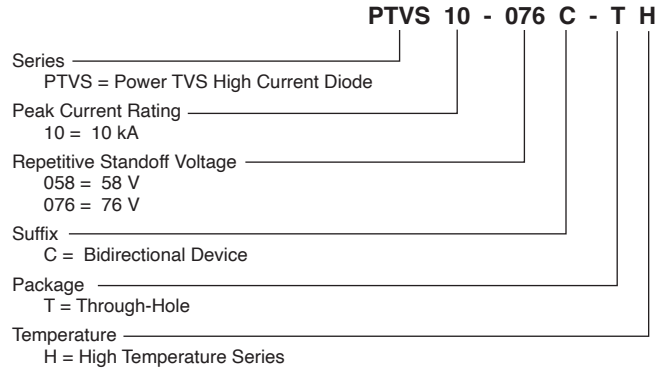 PTVS 10 - 076 C - T H
Series
PTVS = Power TVS High Current Diode
Peak Current Rating
10 = 10 kA
Repetitive Standoff Voltage
058 = 58 V
076 = 76 V
Suffix
C = Bidirectional Device
Package
T = Through-Hole
Temperature
H = High Temperature Series